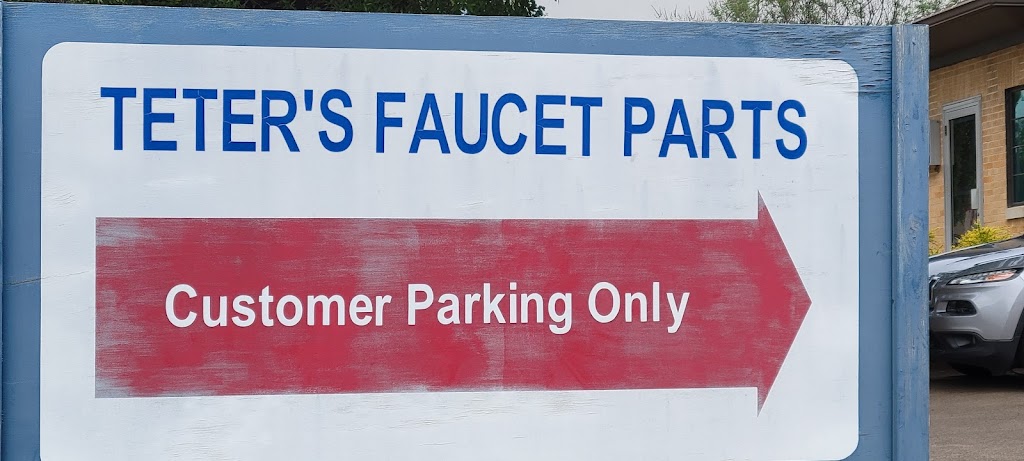 TETER'S FAUCET PARTS
Customer Parking Only